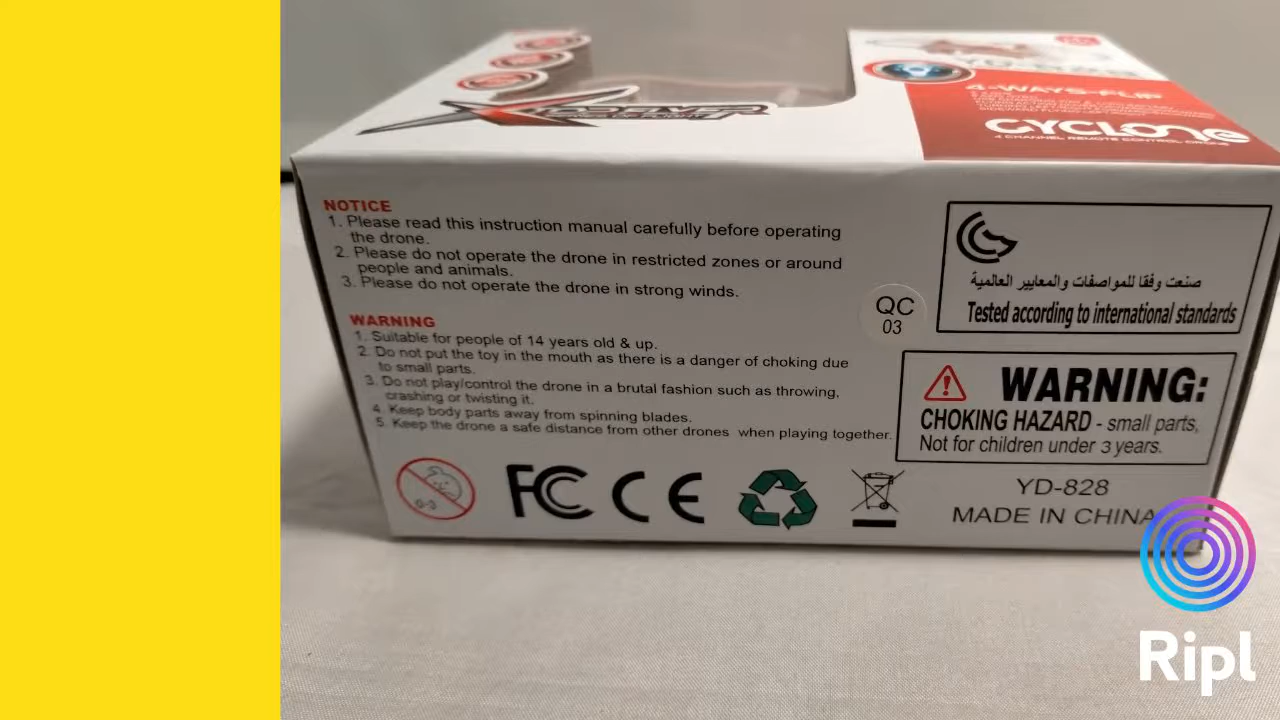 4-WAYS-FLIP
CYCLONE
4 CHANNEL REMOTE CONTROL DRONE
NOTICE
1. Please read this instruction manual carefully before operating
the drone.
2. Please do not operate the drone in restricted zones or around
people and animals.
3. Please do not operate the drone in strong winds.
WARNING
1. Suitable for people of 14 years old & up.
2. Do not put the toy in the mouth as there is a danger of choking due
to small parts.
3. Do not play/control the drone in a brutal fashion such as throwing,
crashing or twisting it.
4. Keep body parts away from spinning blades.
5. Keep the drone a safe distance from other drones when playing together.
QC
03
صنعت وفقا للمواصفات والمعايير العالمية
Tested according to international standards
WARNING:
CHOKING HAZARD - small parts,
Not for children under 3 years.
0-3
FC CE
YD-828
MADE IN CHINA
Ripl